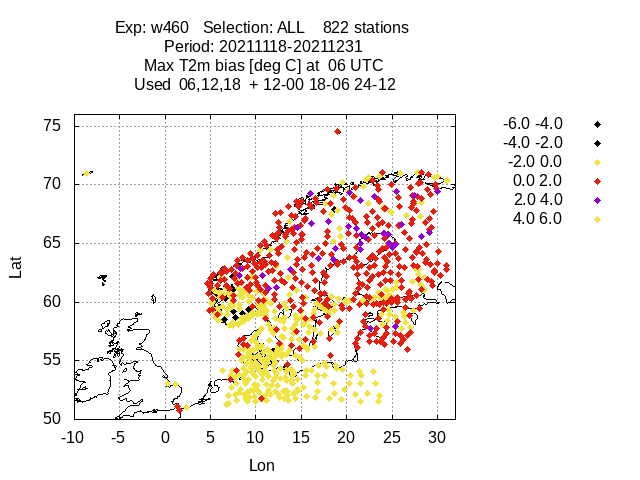 Exp: w460   Selection: ALL    822 stations
Period: 20211118-20211231
Max T2m bias [deg C] at  06 UTC
Used  06,12,18  + 12-00 18-06 24-12
-6.0 -4.0
-4.0 -2.0
-2.0 0.0
0.0 2.0
2.0 4.0
4.0 6.0
75
70
65
60
55
50
Lat
-10 -5 0 5 10 15 20 25 30
Lon